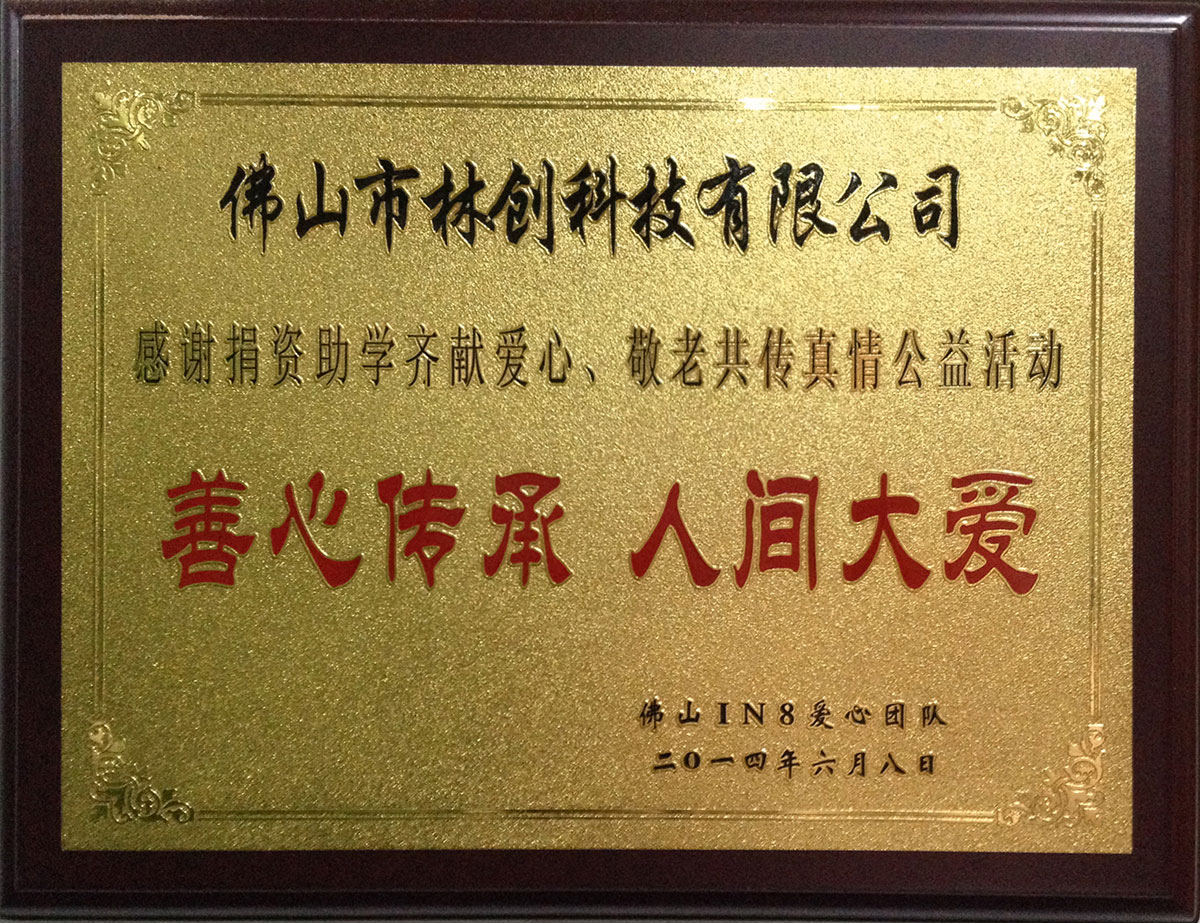 佛山市林创科技有限公司
感谢捐资助学齐献爱心、敬老共传真情公益活动
善心传承 人间大爱
佛山IN8爱心团队
二0一四年六月八日